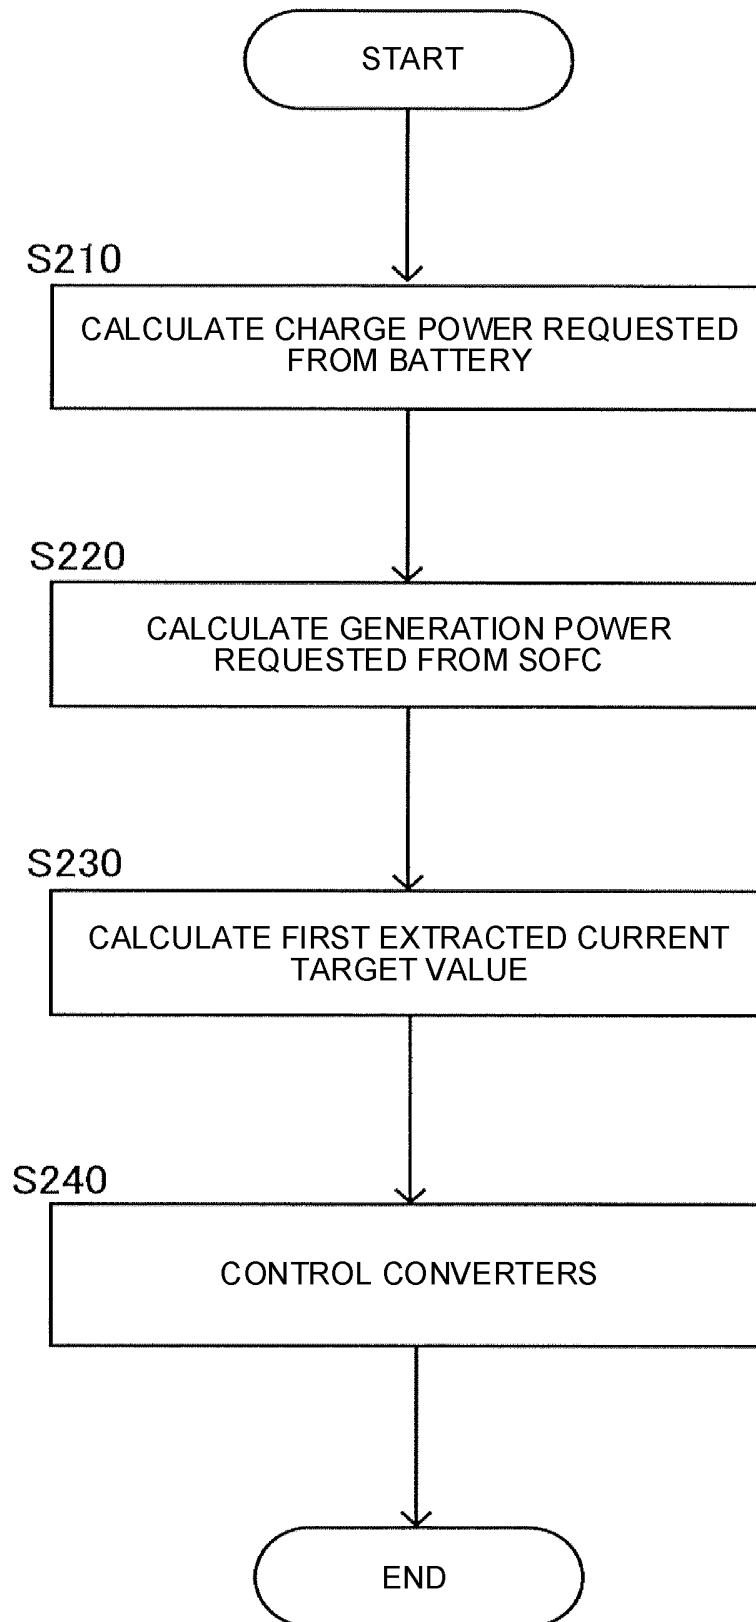 START
S210
CALCULATE CHARGE POWER REQUESTED
FROM BATTERY
S220
CALCULATE GENERATION POWER
REQUESTED FROM SOFC
S230
CALCULATE FIRST EXTRACTED CURRENT
TARGET VALUE
S240
CONTROL CONVERTERS
END